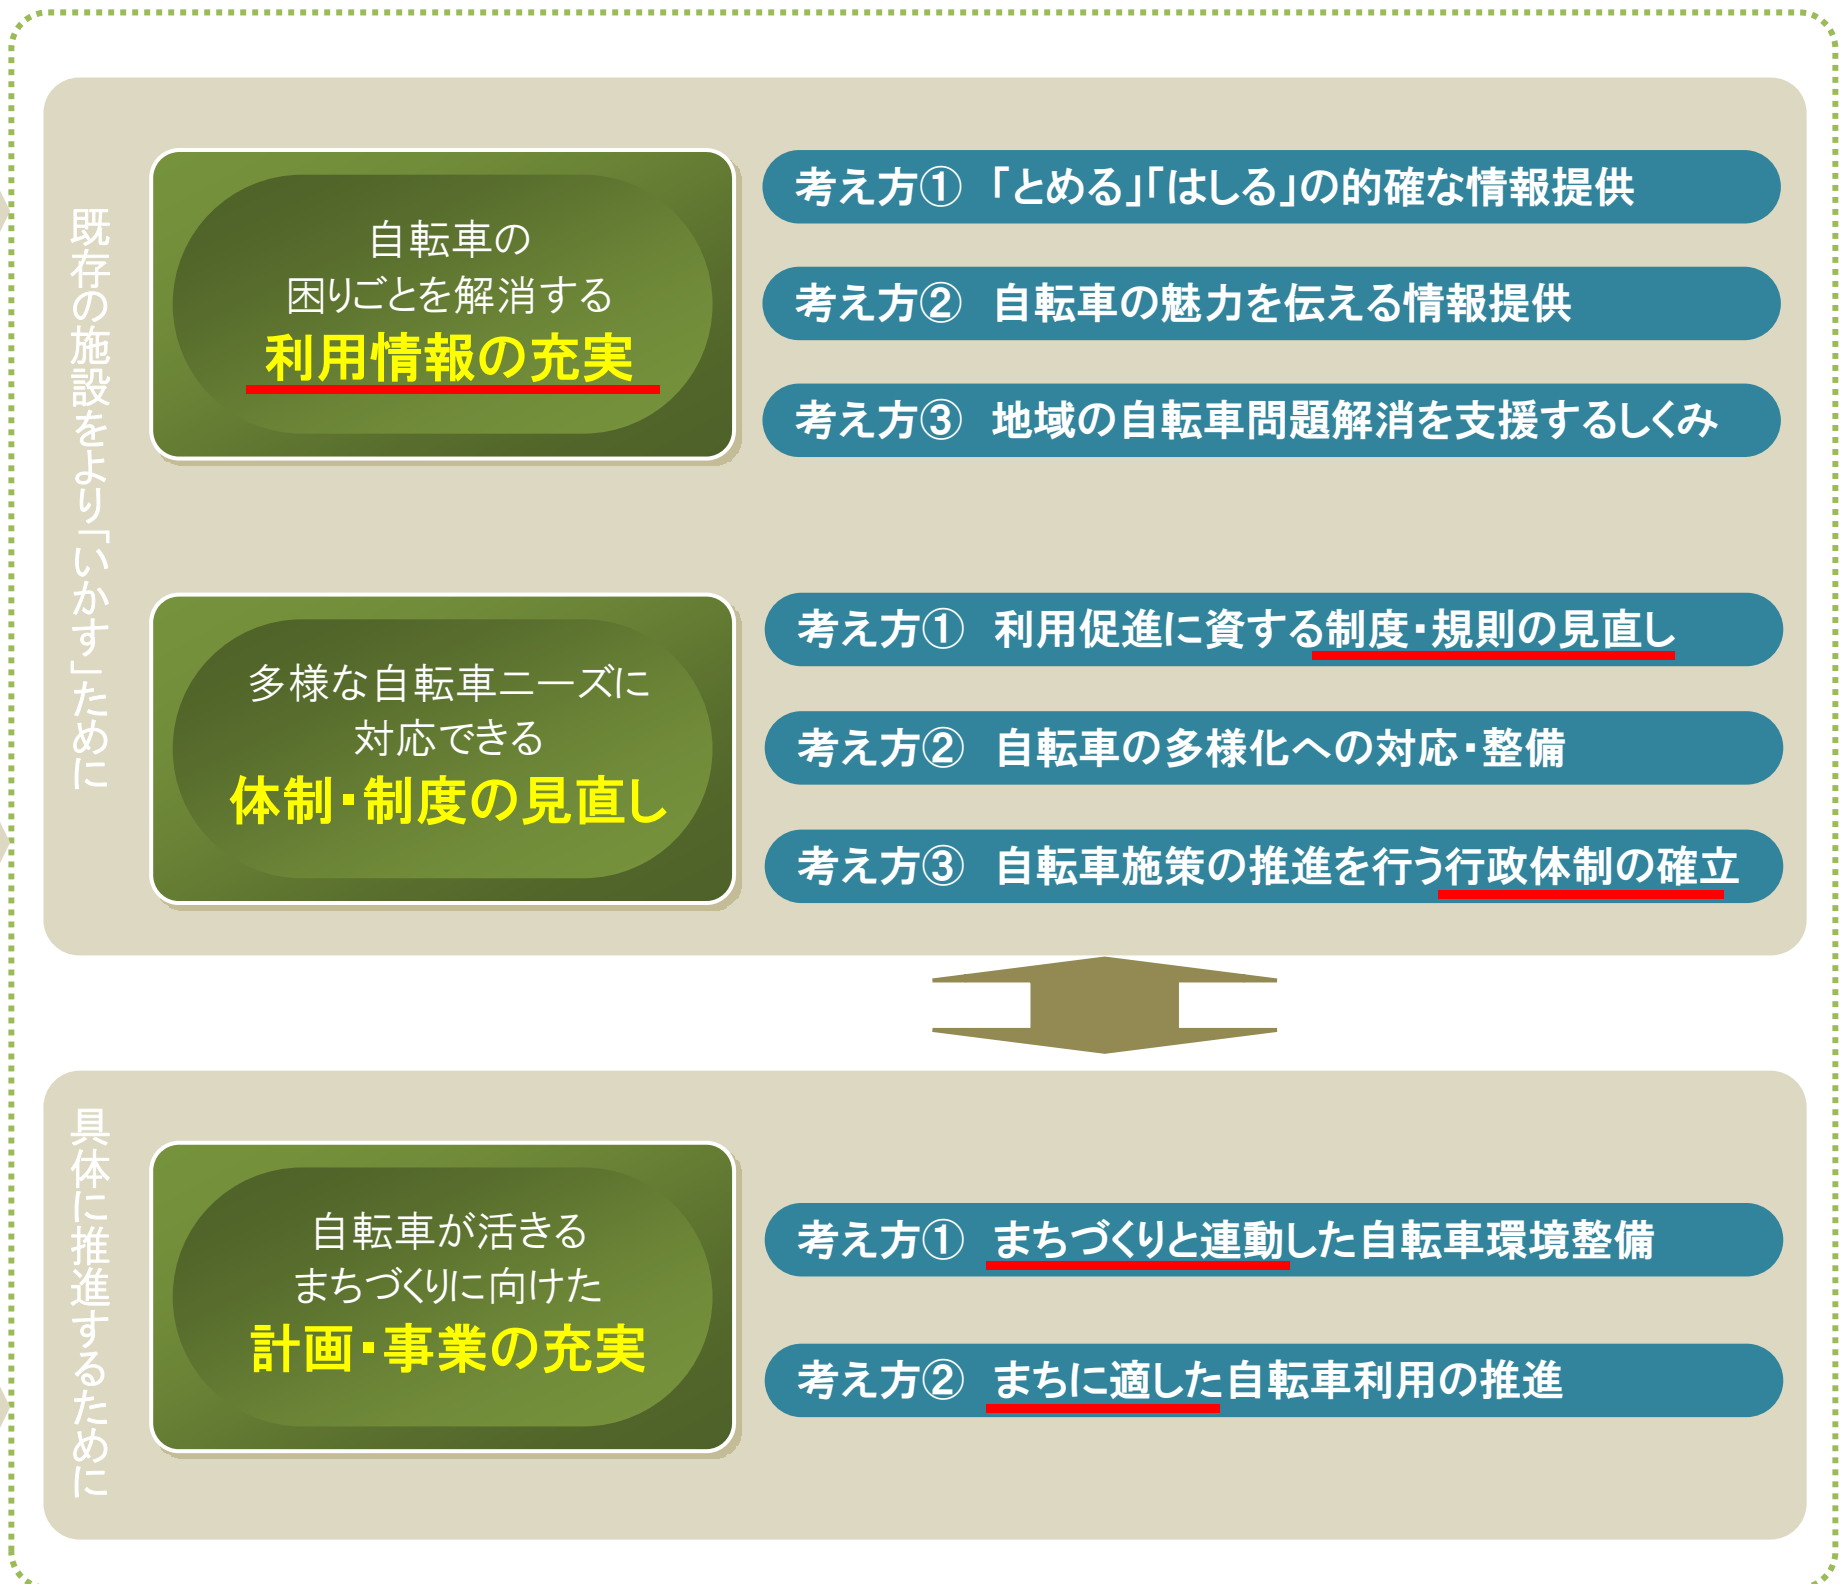 既存の施設をより「いかす」ために
自転車の
困りごとを解消する
利用情報の充実
考え方①　「とめる」「はしる」の的確な情報提供
考え方②　自転車の魅力を伝える情報提供
考え方③　地域の自転車問題解消を支援するしくみ
多様な自転車ニーズに
対応できる
体制・制度の見直し
考え方①　利用促進に資する制度・規則の見直し
考え方②　自転車の多様化への対応・整備
考え方③　自転車施策の推進を行う行政体制の確立
具体に推進するために
自転車が活きる
まちづくりに向けた
計画・事業の充実
考え方①　まちづくりと連動した自転車環境整備
考え方②　まちに適した自転車利用の推進